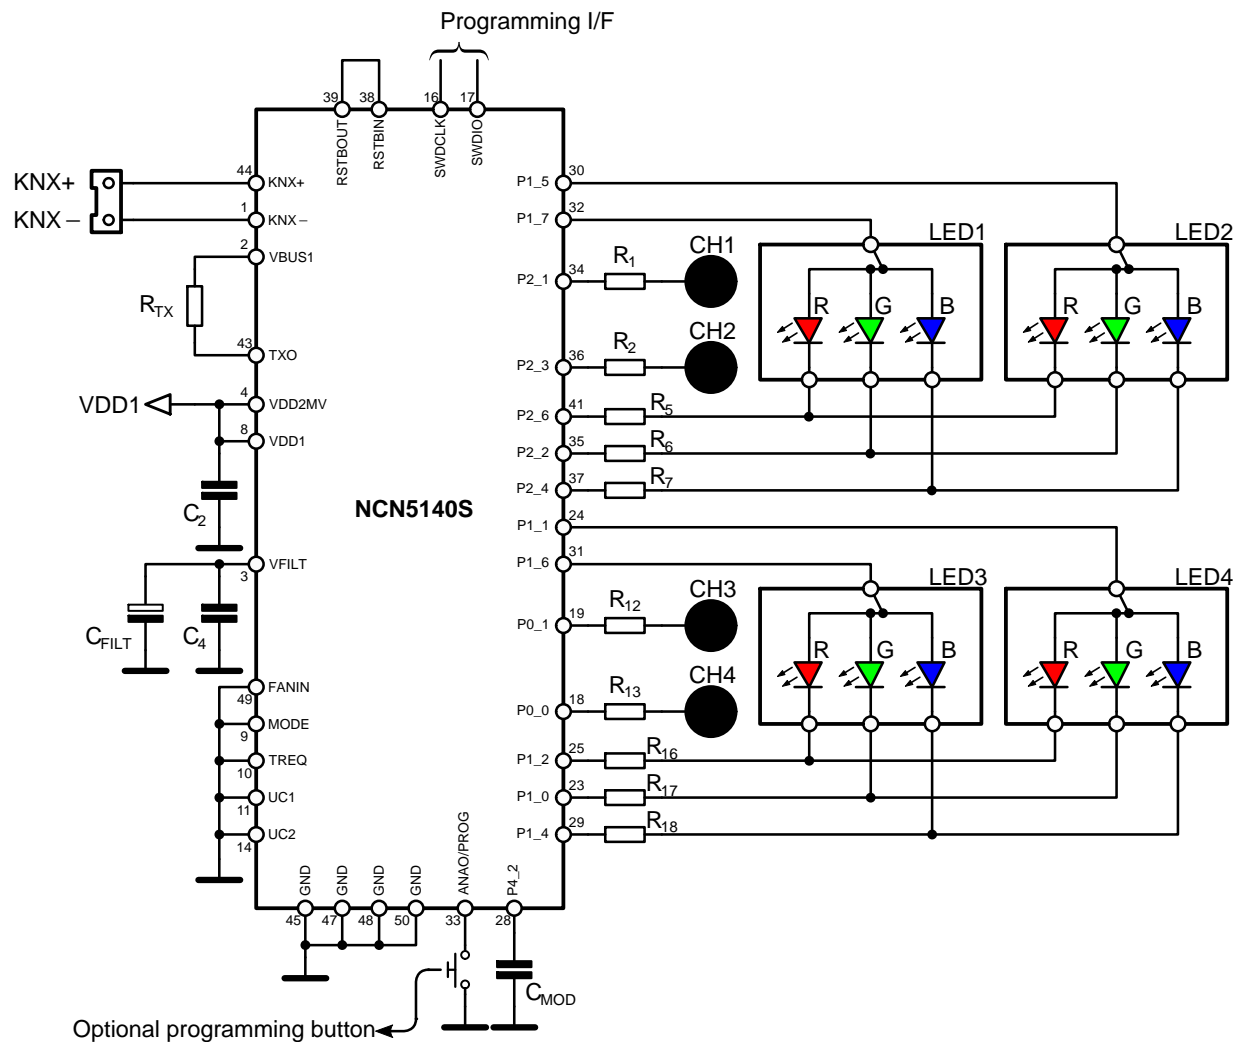 Programming I/F
39
38
16
17
RSTBOUT
RSTBIN
SWDCLK
SWDIO
KNX+
KNX –
44
KNX+
1
KNX –
2
VBUS1
RTX
43
TXO
VDD1
4
VDD2MV
8
VDD1
C2
3
VFILT
CFILT
C4
49
FANIN
9
MODE
10
TREQ
11
UC1
14
UC2
NCN5140S
P1_5
30
P1_7
32
P2_1
34
R1
CH1
P2_3
36
R2
CH2
P2_6
41
R5
P2_2
35
R6
P2_4
37
R7
LED1
R
G
B
LED2
R
G
B
P1_1
24
P1_6
31
P0_1
19
R12
CH3
P0_0
18
R13
CH4
P1_2
25
R16
P1_0
23
R17
P1_4
29
R18
LED3
R
G
B
LED4
R
G
B
GND
GND
GND
GND
ANAO/PROG
P4_2
45
47
48
50
33
28
CMOD
Optional programming button